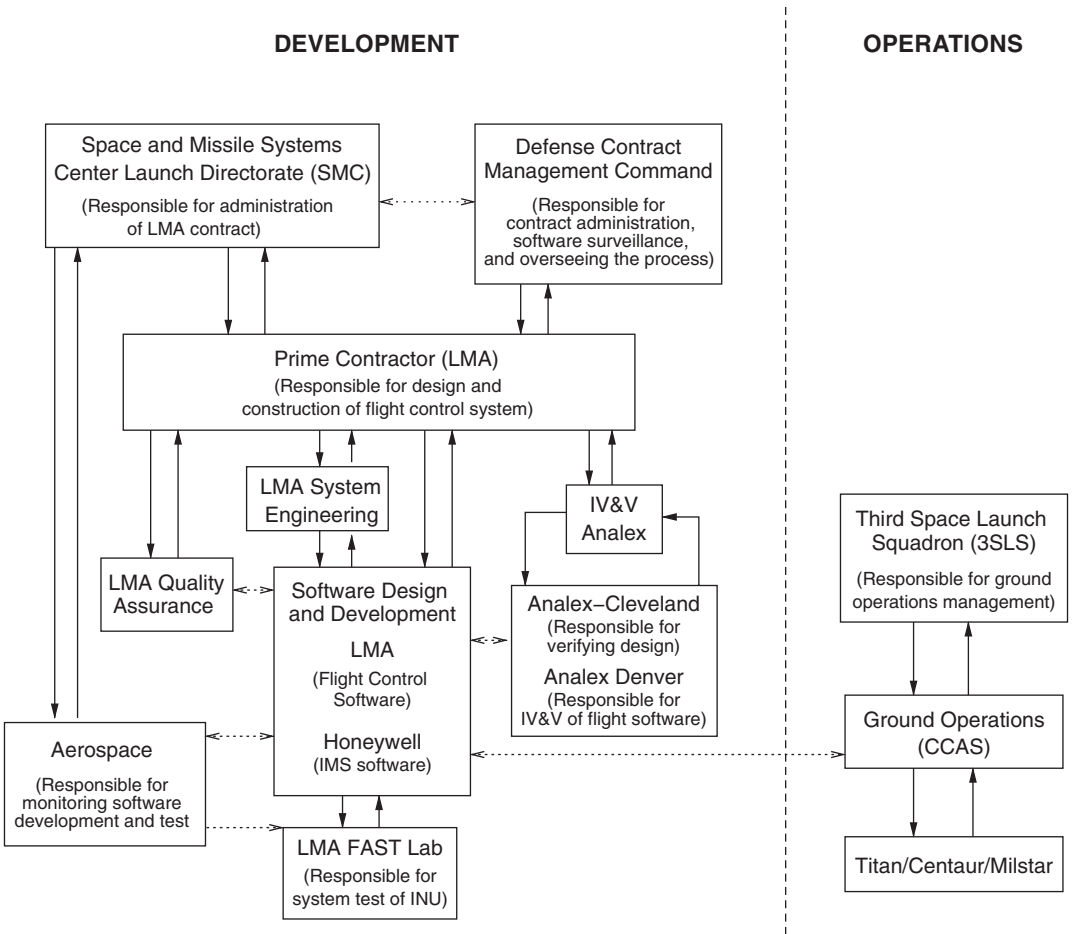 DEVELOPMENT
OPERATIONS
Space and Missile Systems
Center Launch Directorate (SMC)
(Responsible for administration
of LMA contract)
Defense Contract
Management Command
(Responsible for
contract administration,
software surveillance,
and overseeing the process)
Prime Contractor (LMA)
(Responsible for design and
construction of flight control system)
LMA System
Engineering
IV&V
Analex
LMA Quality
Assurance
Software Design
and Development
LMA
(Flight Control
Software)
Honeywell
(IMS software)
Analex–Cleveland
(Responsible for
verifying design)
Analex Denver
(Responsible for
IV&V of flight software)
Aerospace
(Responsible for
monitoring software
development and test
LMA FAST Lab
(Responsible for
system test of INU)
Third Space Launch
Squadron (3SLS)
(Responsible for ground
operations management)
Ground Operations
(CCAS)
Titan/Centaur/Milstar